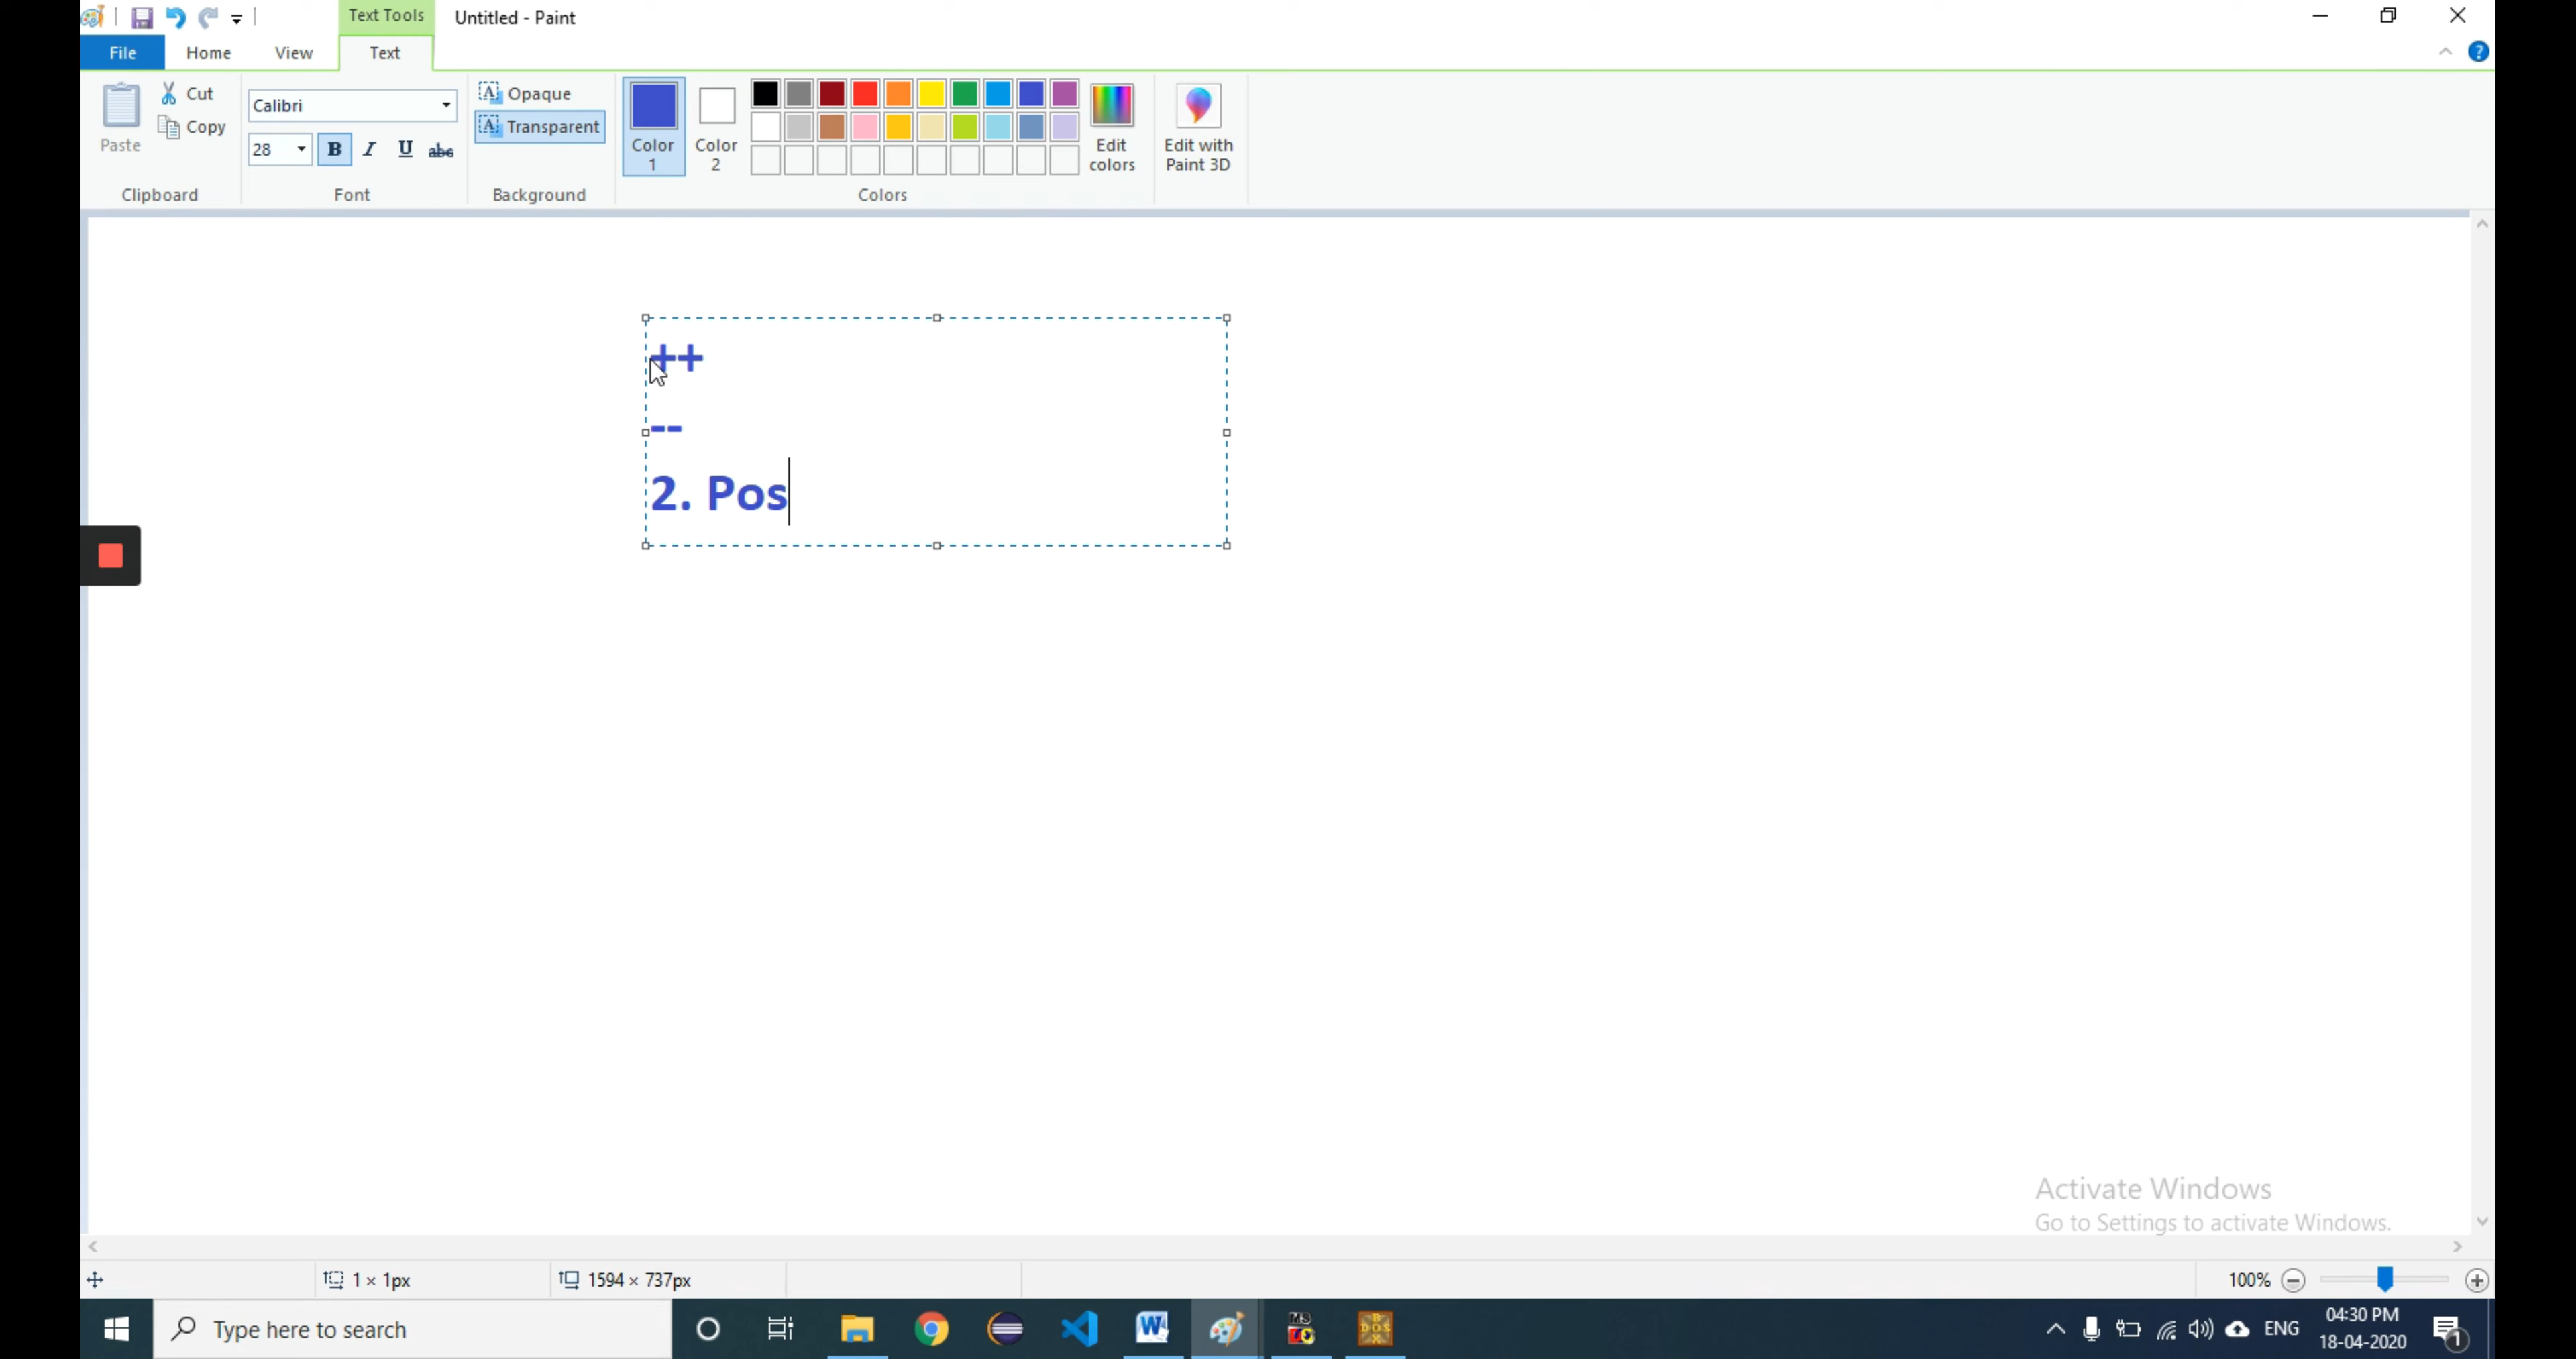 Text Tools
Untitled - Paint
File
Home
View
Text
Paste
Cut
Copy
Clipboard
Calibri
28
B
I
U
abc
Font
Opaque
Transparent
Background
Color
1
Color
2
Edit
colors
Colors
Edit with
Paint 3D
++
--
2. Pos
Activate Windows
Go to Settings to activate Windows.
1 × 1px
1594 × 737px
100%
Type here to search
ENG
04:30 PM
18-04-2020
1